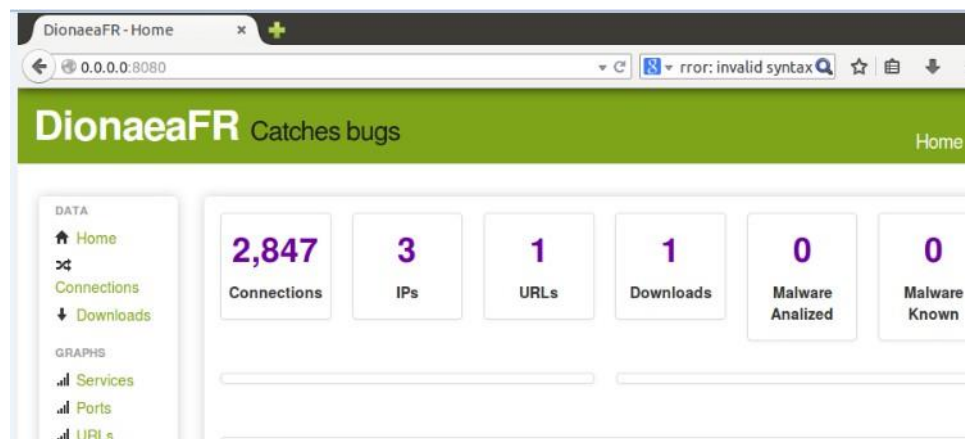 DionaeaFR - Home
0.0.0.0:8080
rror: invalid syntax
DionaeaFR Catches bugs
Home
DATA
Home
Connections
Downloads
GRAPHS
Services
Ports
URLs
2,847
Connections
3
IPs
1
URLs
1
Downloads
0
Malware
Analized
0
Malware
Known